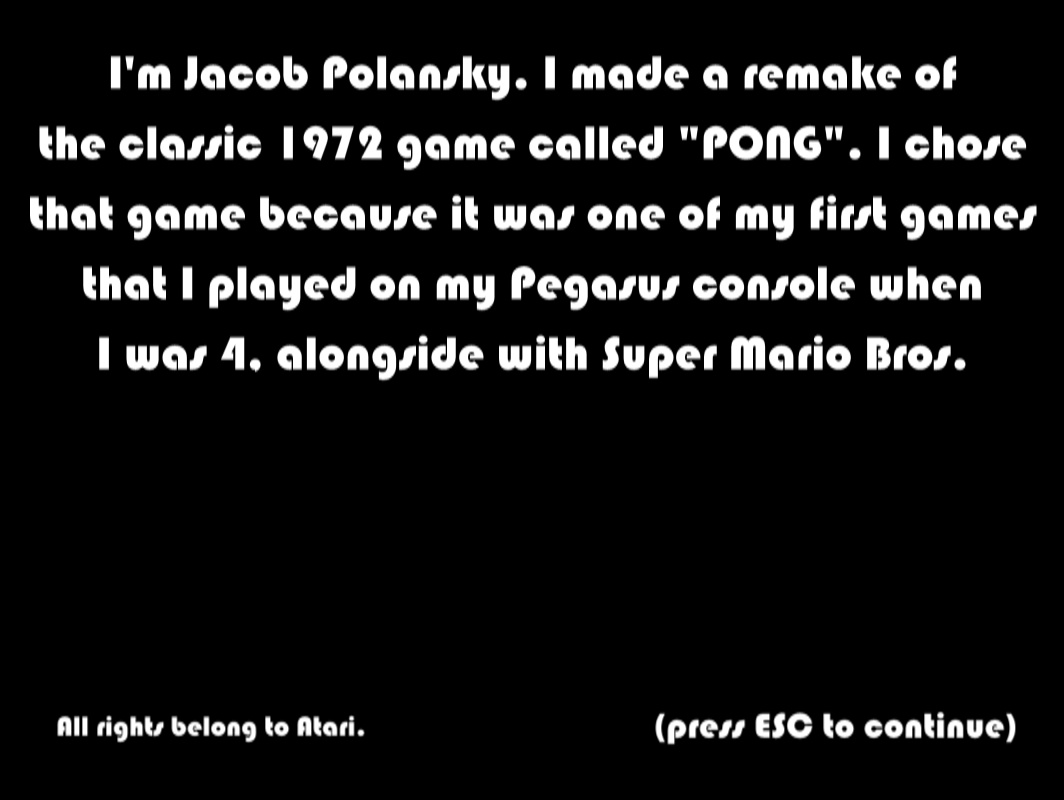 I'm Jacob Polansky. I made a remake of
the classic 1972 game called "PONG". I chose
that game because it was one of my first games
that I played on my Pegasus console when
I was 4, alongside with Super Mario Bros.
All rights belong to Atari.
(press ESC to continue)